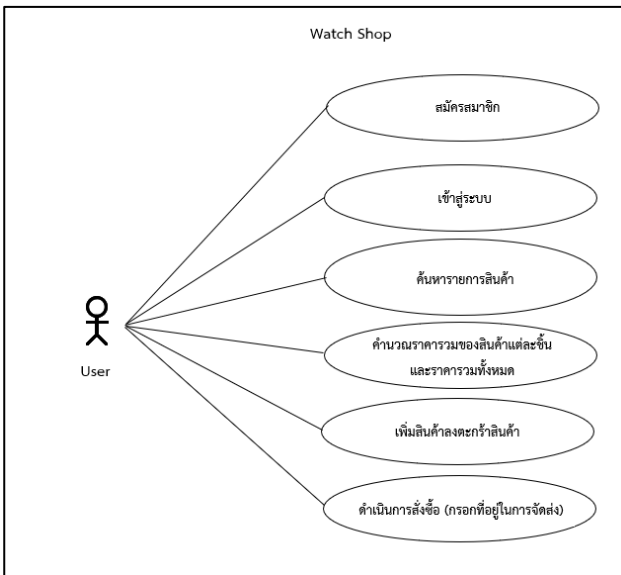 Watch Shop
สมัครสมาชิก
เข้าสู่ระบบ
ค้นหารายการสินค้า
คำนวณราคารวมของสินค้าแต่ละชิ้น
และราคารวมทั้งหมด
User
เพิ่มสินค้าลงตะกร้าสินค้า
ดำเนินการสั่งซื้อ (กรอกที่อยู่ในการจัดส่ง)